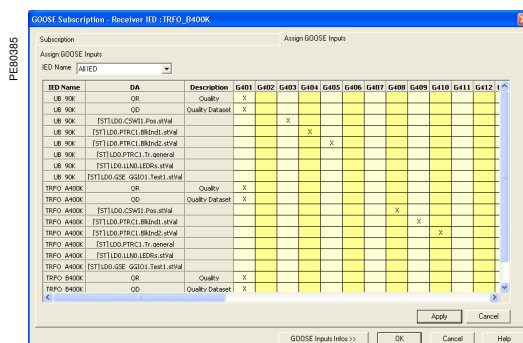 PE80385
GOOSE Subscription - Receiver IED :TRFO_B400K
Subscription Assign GOOSE Inputs
Assign GOOSE Inputs
IED Name All IED
IED Name DA Description G401 G402 G403 G404 G405 G406 G407 G408 G409 G410 G411 G412
UB 90K QR Quality X
UB 90K QD Quality Dataset X
UB 90K [ST] LD0.CSWI1.Pos.stVal X
UB 90K [ST] LD0.PTRC1.BlkInd1.stVal X
UB 90K [ST] LD0.PTRC1.BlkInd2.stVal X
UB 90K [ST] LD0.PTRC1.Tr.general
UB 90K [ST] LD0.LLN0.LEDRs.stVal
UB 90K [ST] LD0.GSE GGIO1.Test1.stVal
TRFO A400K QR Quality X
TRFO A400K QD Quality Dataset X
TRFO A400K [ST] LD0.CSWI1.Pos.stVal X
TRFO A400K [ST] LD0.PTRC1.BlkInd1.stVal X
TRFO A400K [ST] LD0.PTRC1.BlkInd2.stVal X
TRFO A400K [ST] LD0.PTRC1.Tr.general
TRFO A400K [ST] LD0.LLN0.LEDRs.stVal
TRFO A400K [ST] LD0.GSE GGIO1.Test1.stVal
TRFO B400K QR Quality X
TRFO B400K QD Quality Dataset X
Apply Cancel
GOOSE Inputs Infos >> OK Cancel Help